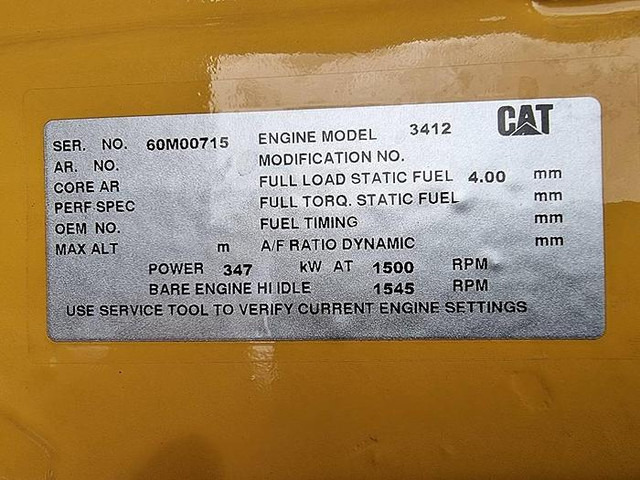 CAT
SER. NO. 60M00715 ENGINE MODEL 3412
AR. NO. MODIFICATION NO.
CORE AR FULL LOAD STATIC FUEL 4.00 mm
PERF SPEC FULL TORQ. STATIC FUEL mm
OEM NO. FUEL TIMING mm
MAX ALT m A/F RATIO DYNAMIC mm
POWER 347 kW AT 1500 RPM
BARE ENGINE HI IDLE 1545 RPM
USE SERVICE TOOL TO VERIFY CURRENT ENGINE SETTINGS